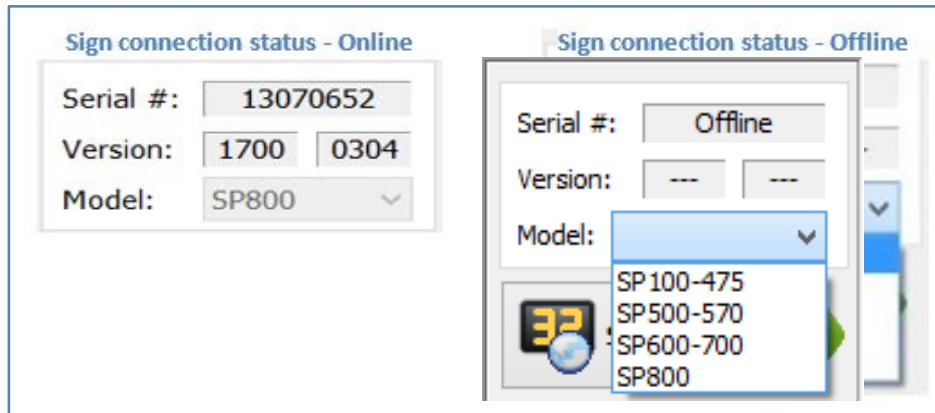 Sign connection status - Online
Serial #: 13070652
Version: 1700 0304
Model: SP800
Sign connection status - Offline
Serial #: Offline
Version: --- ---
Model:
SP100-475
SP500-570
SP600-700
SP800
32